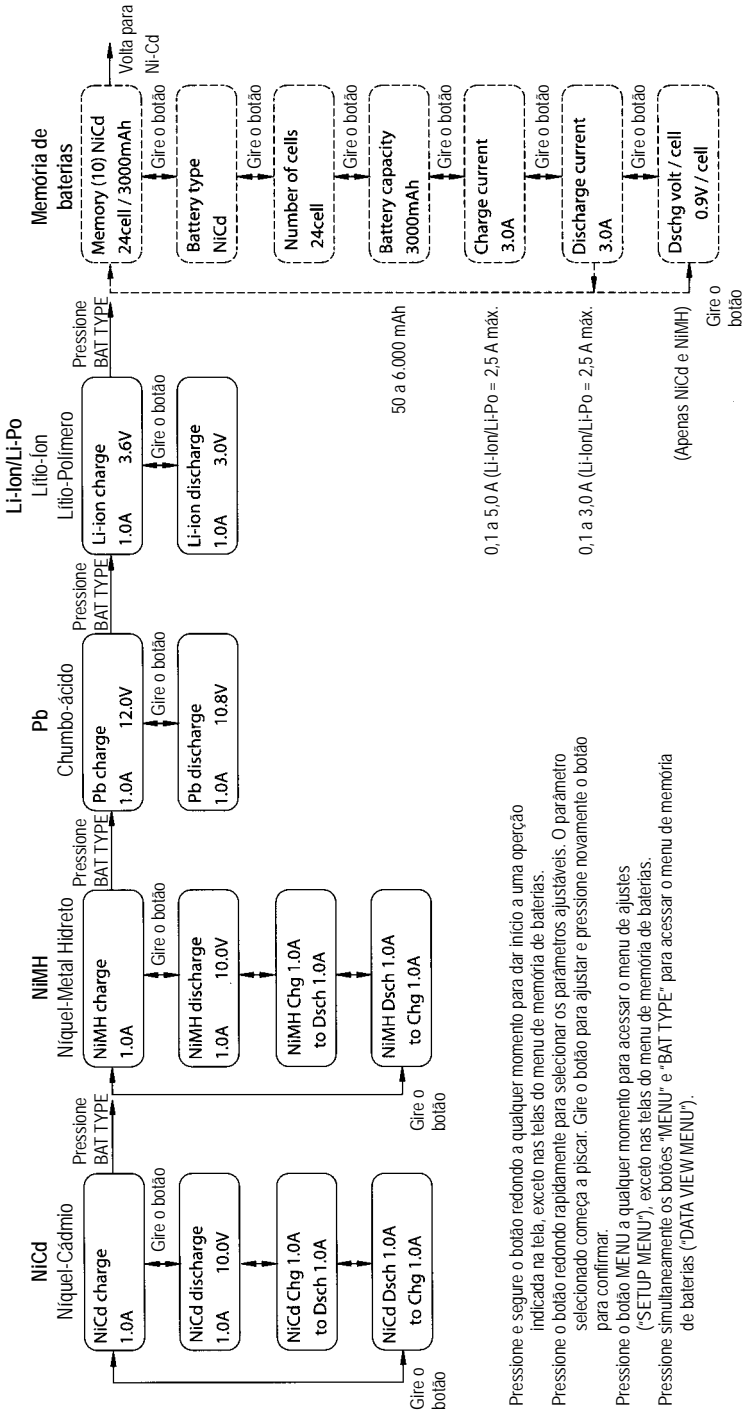 NiCd
Níquel-Cádmio
NiCd charge
1.0A
Gire o botão
NiCd discharge
1.0A 10.0V
NiCd Chg 1.0A
to Dsch 1.0A
NiCd Dsch 1.0A
to Chg 1.0A
Gire o
botão
Pressione
BAT TYPE
NiMH
Níquel-Metal Hidreto
NiMH charge
1.0A
Gire o botão
NiMH discharge
1.0A 10.0V
NiMH Chg 1.0A
to Dsch 1.0A
NiMH Dsch 1.0A
to Chg 1.0A
Gire o
botão
Pressione
BAT TYPE
Pb
Chumbo-ácido
Pb charge
1.0A 12.0V
Gire o botão
Pb discharge
1.0A 10.8V
Pressione
BAT TYPE
Li-Ion/Li-Po
Lítio-Íon
Lítio-Polímero
Li-ion charge
1.0A 3.6V
Gire o botão
Li-ion discharge
1.0A 3.0V
Pressione
BAT TYPE
Memória de
baterias
Memory (10) NiCd
24cell / 3000mAh
Volta para
Ni-Cd
Gire o botão
Battery type
NiCd
Gire o botão
Number of cells
24cell
Gire o botão
Battery capacity
3000mAh
50 a 6.000 mAh
Gire o botão
Charge current
3.0A
0,1 a 5,0 A (Li-Ion/Li-Po = 2,5 A máx.
Gire o botão
Discharge current
3.0A
0,1 a 3,0 A (Li-Ion/Li-Po = 2,5 A máx.
Gire o botão
Dschg volt / cell
0.9V / cell
(Apenas NiCd e NiMH)
Gire o
botão
Pressione e segure o botão redondo a qualquer momento para dar início a uma operção
indicada na tela, exceto nas telas do menu de memória de baterias.
Pressione o botão redondo rapidamente para selecionar os parâmetros ajustáveis. O parâmetro
selecionado começa a piscar. Gire o botão para ajustar e pressione novamente o botão
para confirmar.
Pressione o botão MENU a qualquer momento para acessar o menu de ajustes
("SETUP MENU"), exceto nas telas do menu de memória de baterias.
Pressione simultaneamente os botões "MENU" e "BAT TYPE" para acessar o menu de memória
de baterias ("DATA VIEW MENU").